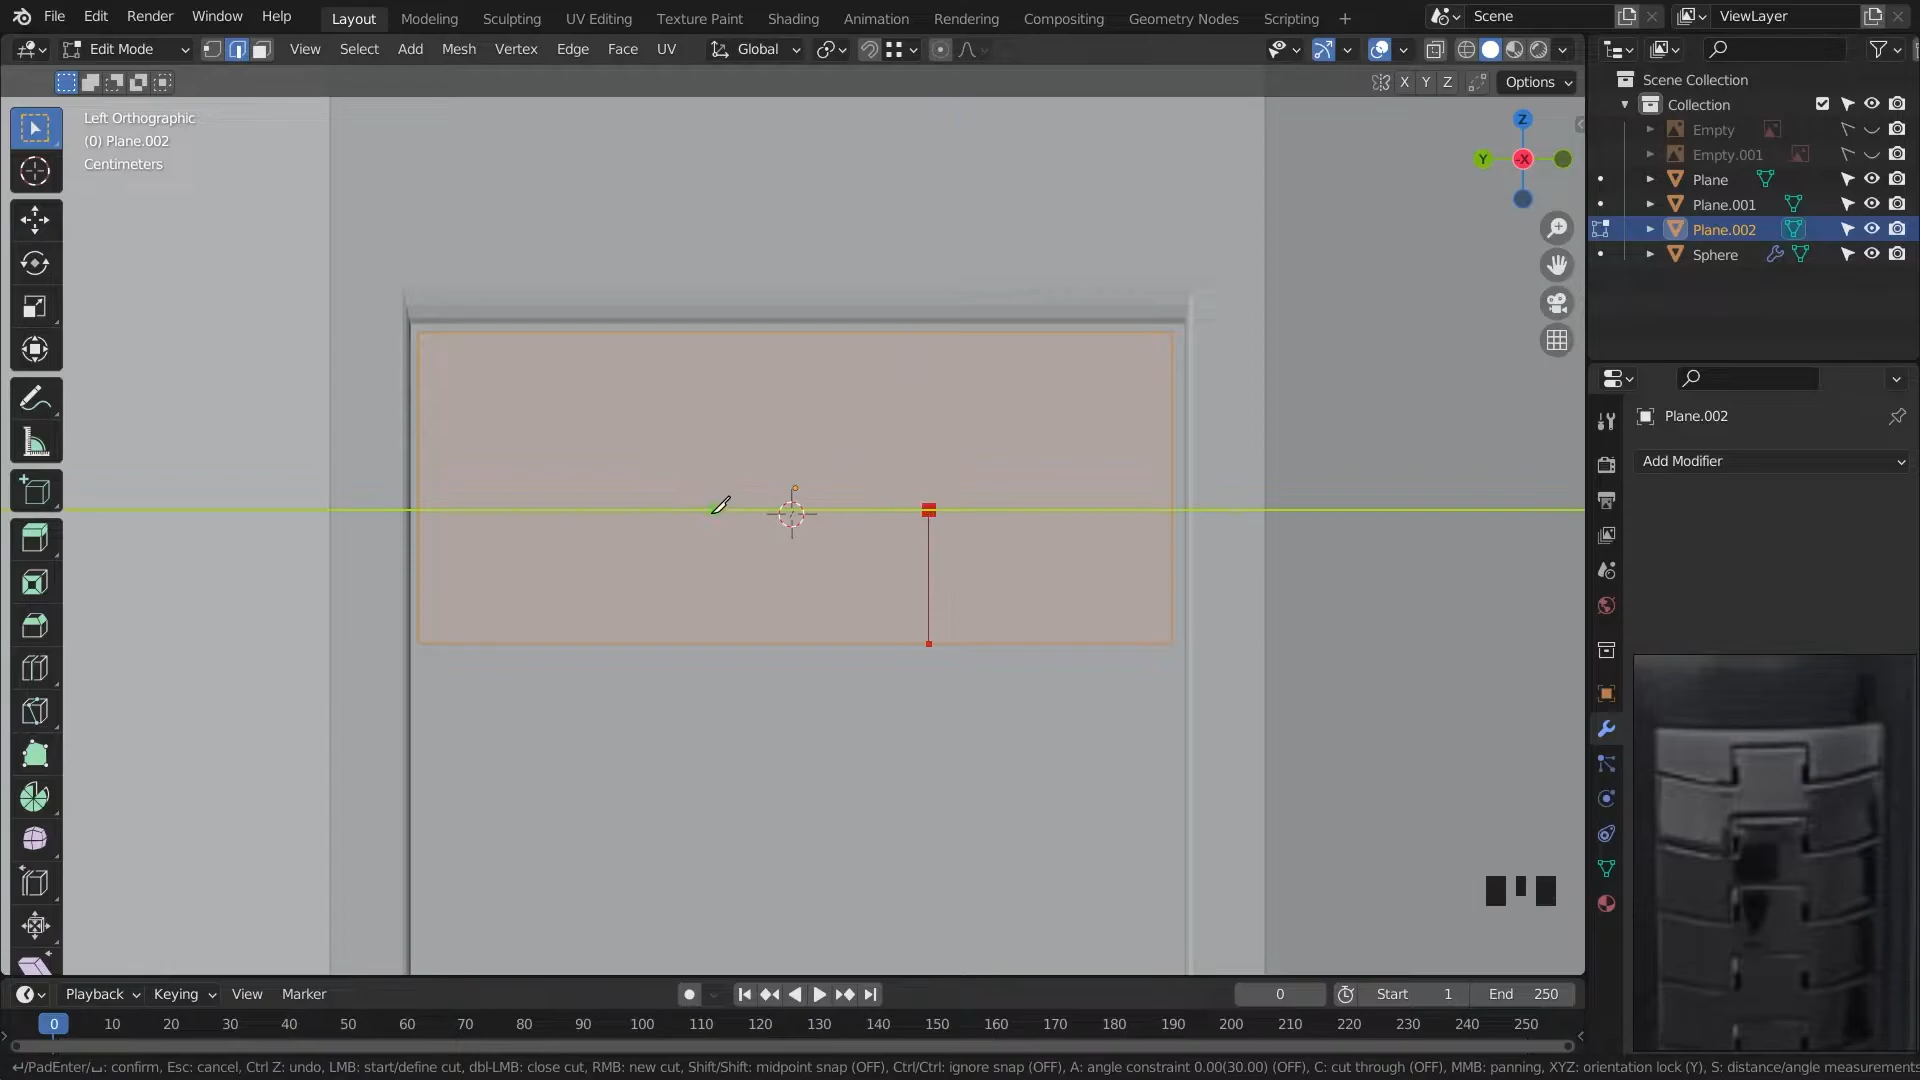 File Edit Render Window Help Layout Modeling Sculpting UV Editing Texture Paint Shading Animation Rendering Compositing Geometry Nodes Scripting + Scene ViewLayer
Edit Mode View Select Add Mesh Vertex Edge Face UV Global
X Y Z Options
Left Orthographic
(0) Plane.002
Centimeters
Z
Y -X
Scene Collection
Collection
Empty
Empty.001
Plane
Plane.001
Plane.002
Sphere
Plane.002
Add Modifier
Playback Keying View Marker 0 Start 1 End 250
0 10 20 30 40 50 60 70 80 90 100 110 120 130 140 150 160 170 180 190 200 210 220 230 240 250
↵/PadEnter/␣: confirm, Esc: cancel, Ctrl Z: undo, LMB: start/define cut, dbl-LMB: close cut, RMB: new cut, Shift/Shift: midpoint snap (OFF), Ctrl/Ctrl: ignore snap (OFF), A: angle constraint 0.00(30.00) (OFF), C: cut through (OFF), MMB: panning, XYZ: orientation lock (Y), S: distance/angle measurements